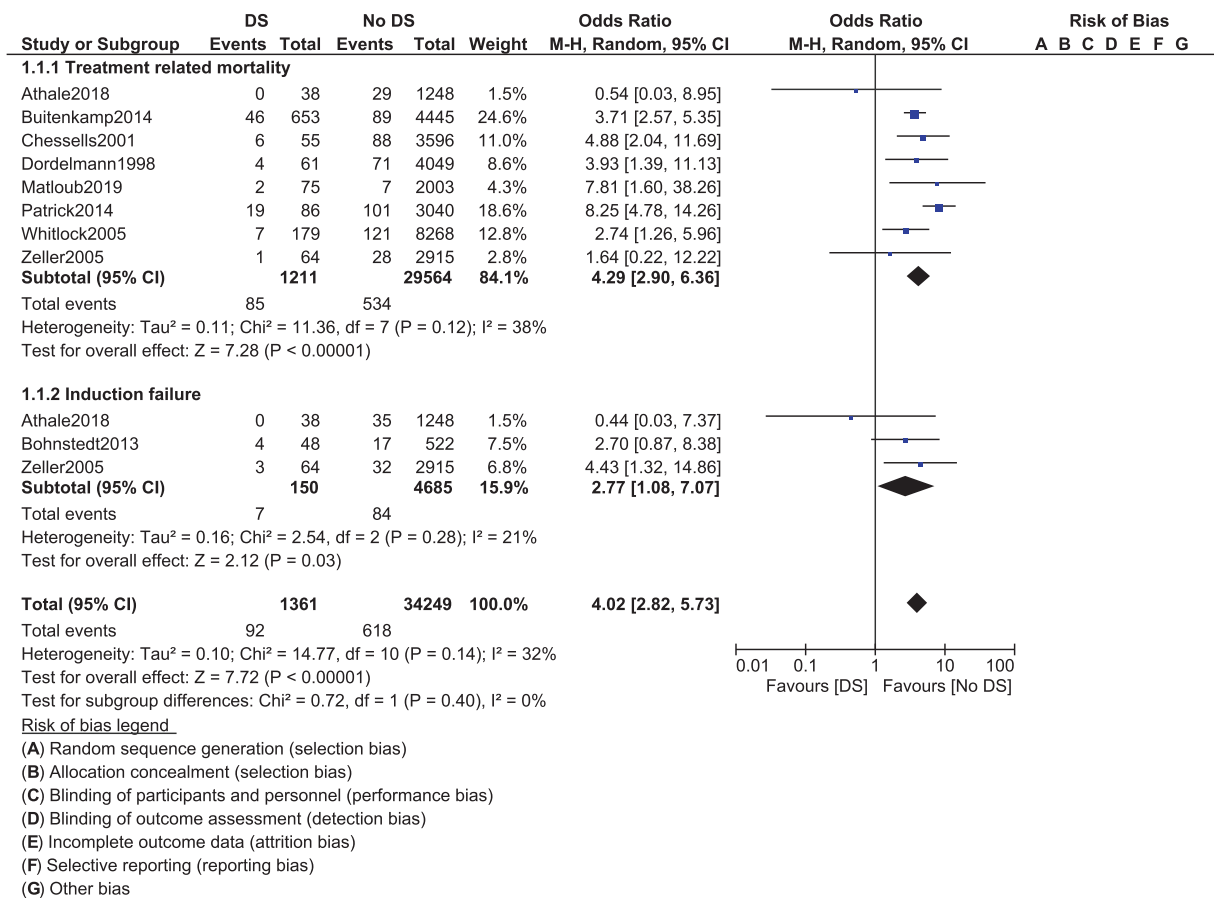 DS No DS Odds Ratio Odds Ratio Risk of Bias
Study or Subgroup Events Total Events Total Weight M-H, Random, 95% CI M-H, Random, 95% CI A B C D E F G
1.1.1 Treatment related mortality
Athale2018 0 38 29 1248 1.5% 0.54 [0.03, 8.95]
Buitenkamp2014 46 653 89 4445 24.6% 3.71 [2.57, 5.35]
Chessells2001 6 55 88 3596 11.0% 4.88 [2.04, 11.69]
Dordelmann1998 4 61 71 4049 8.6% 3.93 [1.39, 11.13]
Matloub2019 2 75 7 2003 4.3% 7.81 [1.60, 38.26]
Patrick2014 19 86 101 3040 18.6% 8.25 [4.78, 14.26]
Whitlock2005 7 179 121 8268 12.8% 2.74 [1.26, 5.96]
Zeller2005 1 64 28 2915 2.8% 1.64 [0.22, 12.22]
Subtotal (95% CI) 1211 29564 84.1% 4.29 [2.90, 6.36]
Total events 85 534
Heterogeneity: Tau² = 0.11; Chi² = 11.36, df = 7 (P = 0.12); I² = 38%
Test for overall effect: Z = 7.28 (P < 0.00001)
1.1.2 Induction failure
Athale2018 0 38 35 1248 1.5% 0.44 [0.03, 7.37]
Bohnstedt2013 4 48 17 522 7.5% 2.70 [0.87, 8.38]
Zeller2005 3 64 32 2915 6.8% 4.43 [1.32, 14.86]
Subtotal (95% CI) 150 4685 15.9% 2.77 [1.08, 7.07]
Total events 7 84
Heterogeneity: Tau² = 0.16; Chi² = 2.54, df = 2 (P = 0.28); I² = 21%
Test for overall effect: Z = 2.12 (P = 0.03)
Total (95% CI) 1361 34249 100.0% 4.02 [2.82, 5.73]
Total events 92 618
Heterogeneity: Tau² = 0.10; Chi² = 14.77, df = 10 (P = 0.14); I² = 32%
Test for overall effect: Z = 7.72 (P < 0.00001)
Test for subgroup differences: Chi² = 0.72, df = 1 (P = 0.40), I² = 0%
0.01 0.1 1 10 100
Favours [DS] Favours [No DS]
Risk of bias legend
(A) Random sequence generation (selection bias)
(B) Allocation concealment (selection bias)
(C) Blinding of participants and personnel (performance bias)
(D) Blinding of outcome assessment (detection bias)
(E) Incomplete outcome data (attrition bias)
(F) Selective reporting (reporting bias)
(G) Other bias